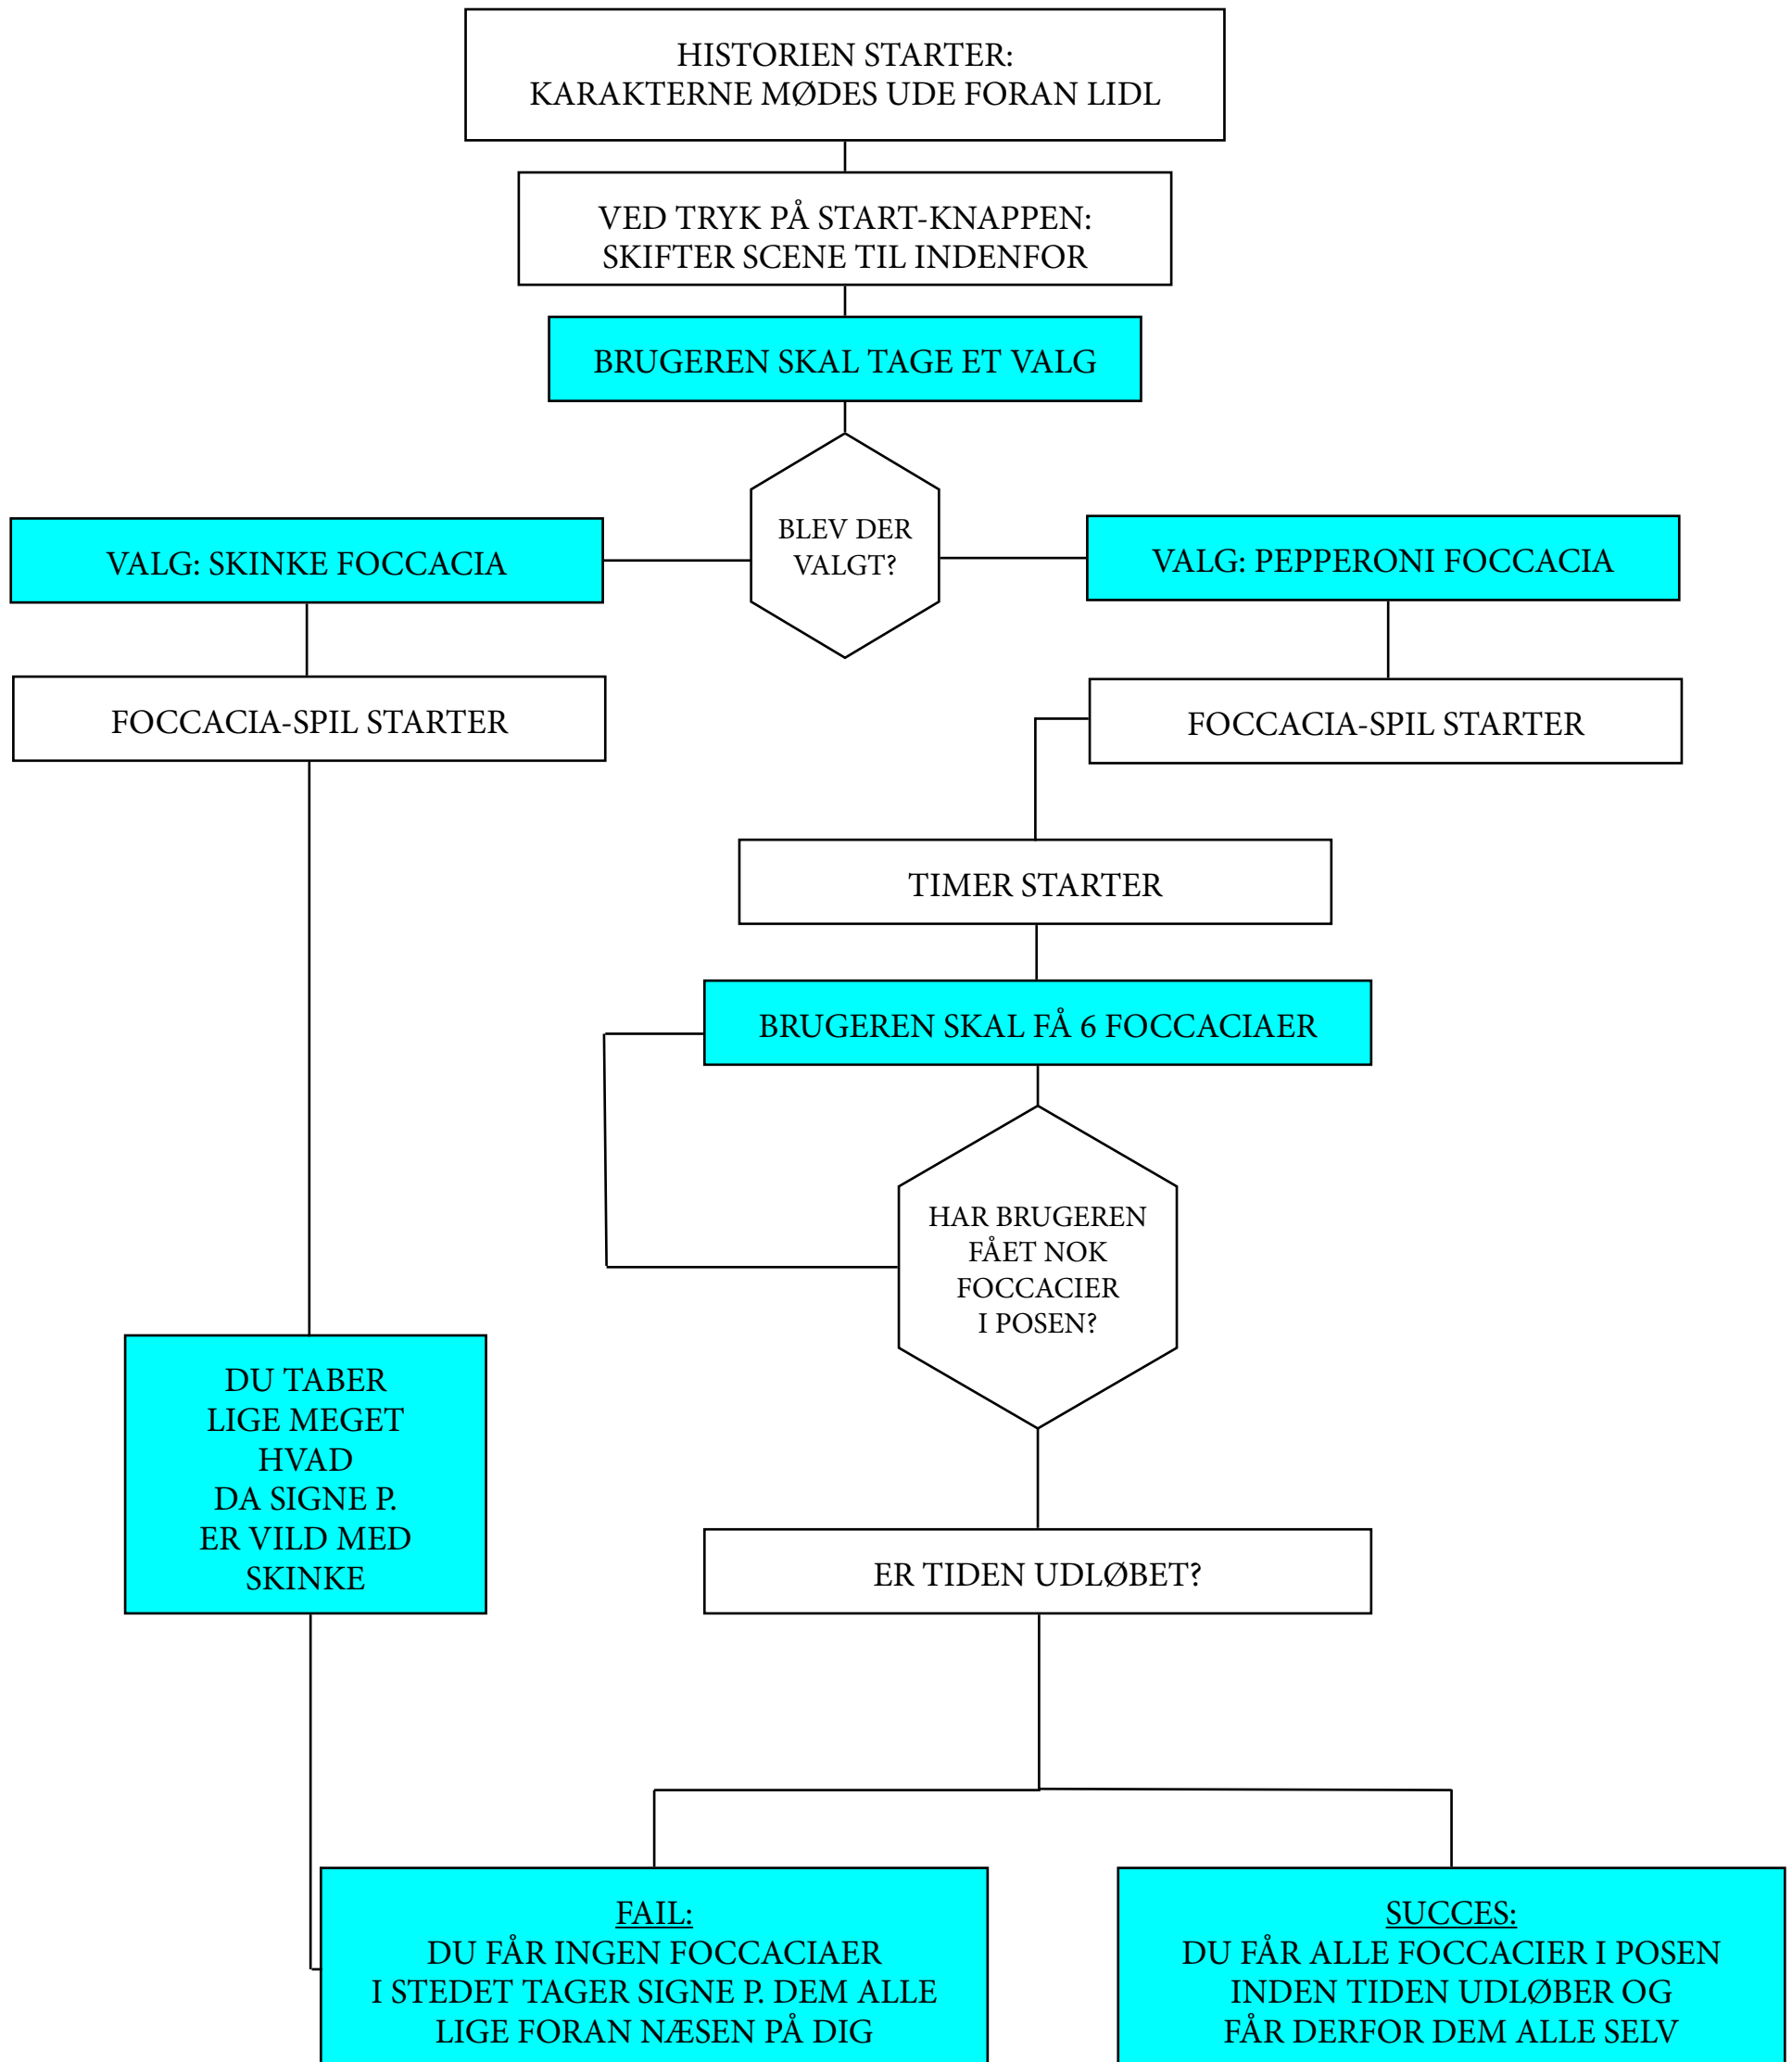 HISTORIEN STARTER:
KARAKTERNE MØDES UDE FORAN LIDL
VED TRYK PÅ START-KNAPPEN:
SKIFTER SCENE TIL INDENFOR
BRUGEREN SKAL TAGE ET VALG
BLEV DER
VALGT?
VALG: SKINKE FOCCACIA
VALG: PEPPERONI FOCCACIA
FOCCACIA-SPIL STARTER
FOCCACIA-SPIL STARTER
TIMER STARTER
BRUGEREN SKAL FÅ 6 FOCCACIAER
HAR BRUGEREN
FÅET NOK
FOCCACIER
I POSEN?
DU TABER
LIGE MEGET
HVAD
DA SIGNE P.
ER VILD MED
SKINKE
ER TIDEN UDLØBET?
FAIL:
DU FÅR INGEN FOCCACIAER
I STEDET TAGER SIGNE P. DEM ALLE
LIGE FORAN NÆSEN PÅ DIG
SUCCES:
DU FÅR ALLE FOCCACIER I POSEN
INDEN TIDEN UDLØBER OG
FÅR DERFOR DEM ALLE SELV